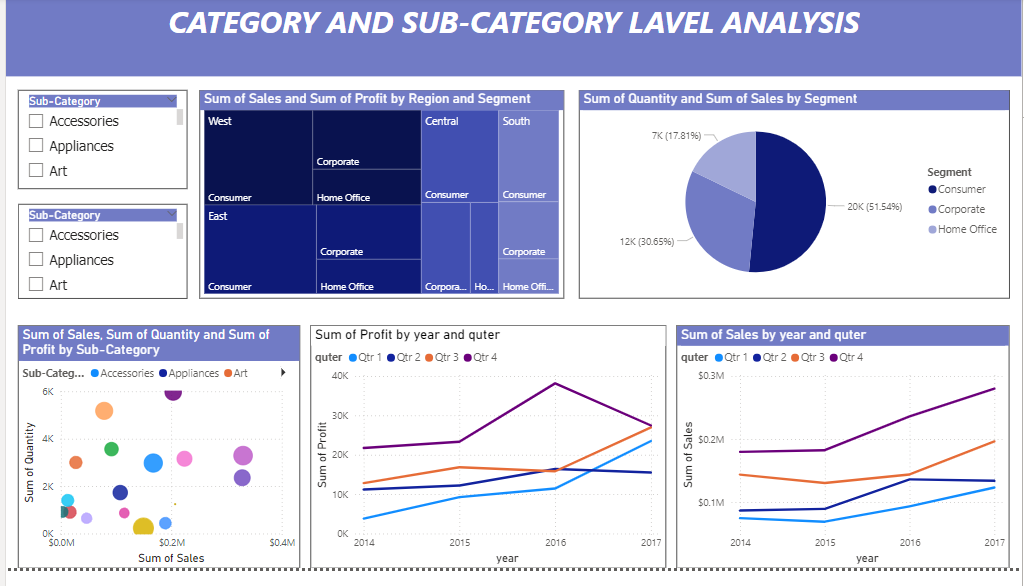 CATEGORY AND SUB-CATEGORY LAVEL ANALYSIS
Sub-Category
Accessories
Appliances
Art
Sub-Category
Accessories
Appliances
Art
Sum of Sales and Sum of Profit by Region and Segment
West
Consumer
Corporate
Home Office
East
Consumer
Corporate
Home Office
Central
Consumer
Corpora...
Ho...
South
Consumer
Corporate
Home Offi...
Sum of Quantity and Sum of Sales by Segment
7K (17.81%)
20K (51.54%)
12K (30.65%)
Segment
Consumer
Corporate
Home Office
Sum of Sales, Sum of Quantity and Sum of
Profit by Sub-Category
Sub-Categ... Accessories Appliances Art
Sum of Quantity
6K
4K
2K
0K
$0.0M $0.2M $0.4M
Sum of Sales
Sum of Profit by year and quter
quter Qtr 1 Qtr 2 Qtr 3 Qtr 4
Sum of Profit
40K
30K
20K
10K
0K
2014 2015 2016 2017
year
Sum of Sales by year and quter
quter Qtr 1 Qtr 2 Qtr 3 Qtr 4
Sum of Sales
$0.3M
$0.2M
$0.1M
2014 2015 2016 2017
year